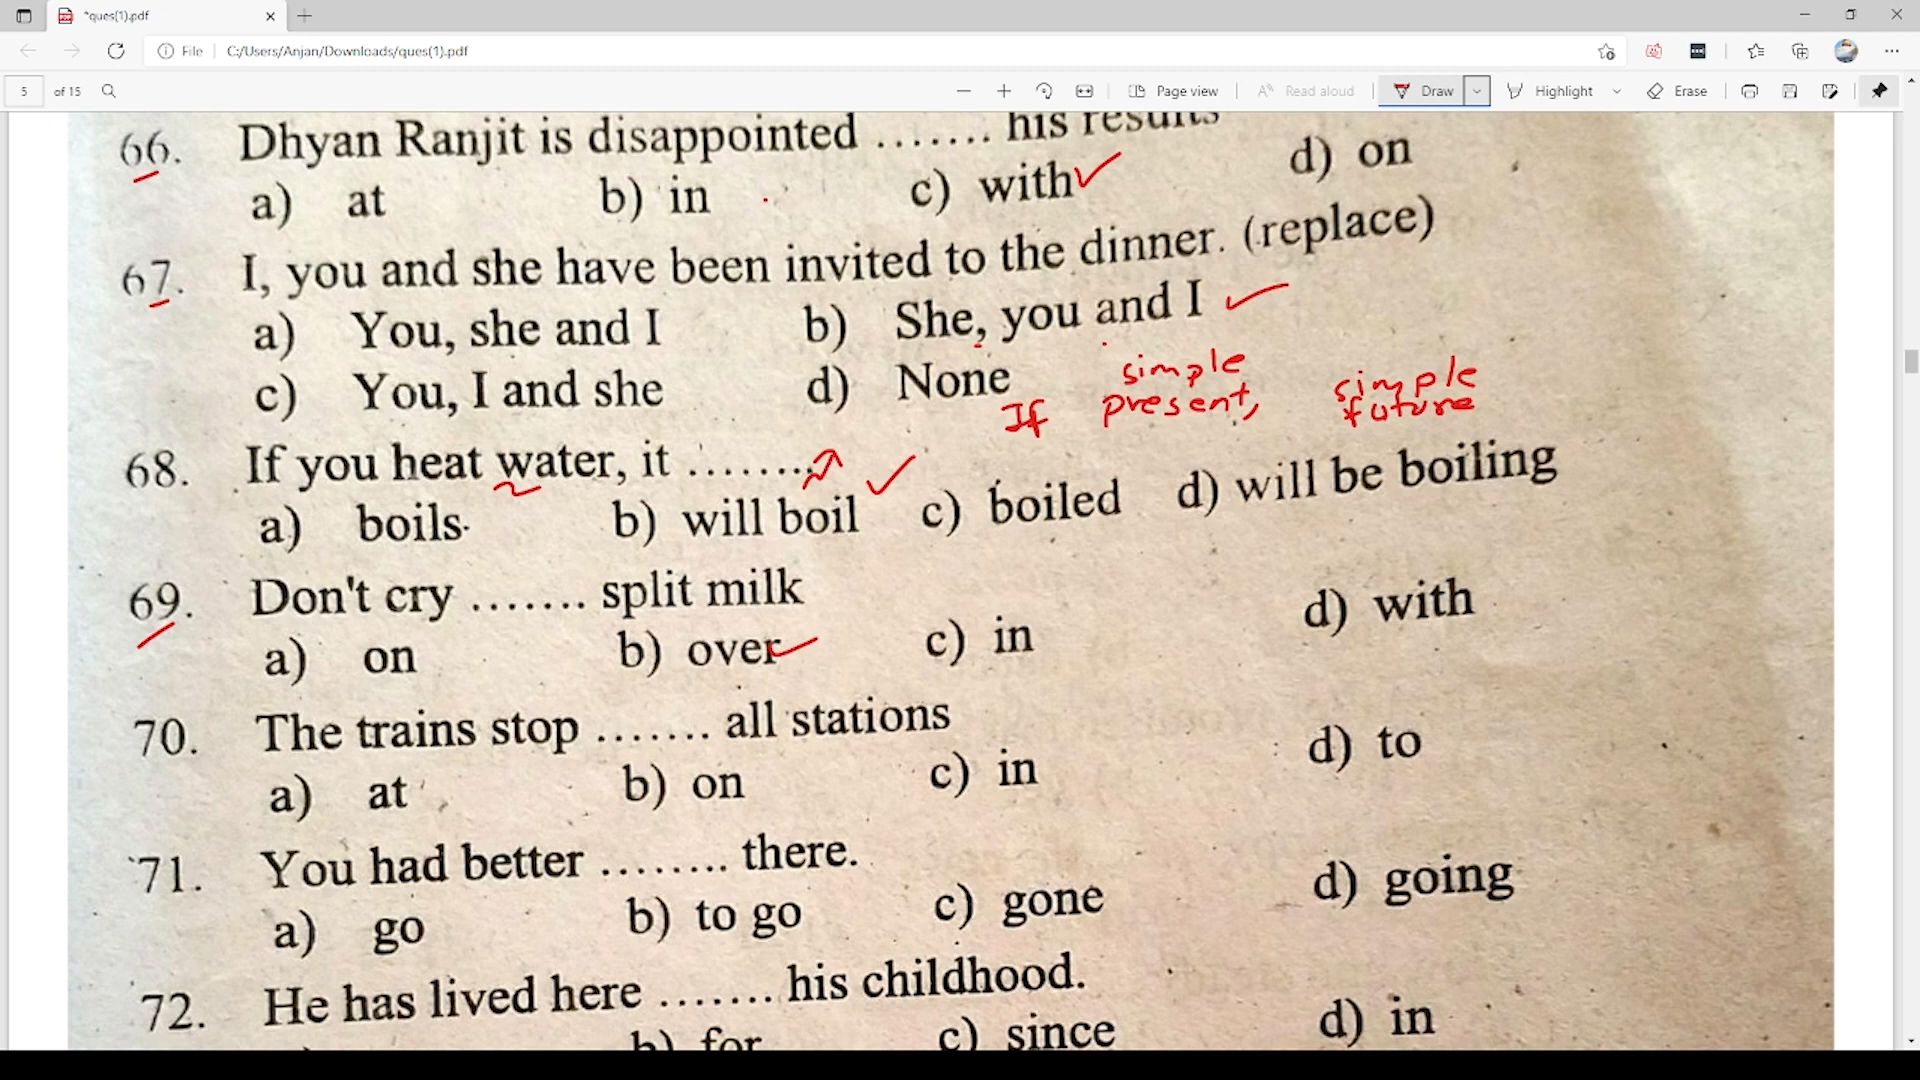 *ques(1).pdf
File C:/Users/Anjan/Downloads/ques(1).pdf
5 of 15 Page view Read aloud Draw Highlight Erase
66. Dhyan Ranjit is disappointed ....... his results
a) at b) in c) with d) on
67. I, you and she have been invited to the dinner. (replace)
a) You, she and I b) She, you and I
c) You, I and she d) None
If simple present, simple future
68. If you heat water, it ........
a) boils b) will boil c) boiled d) will be boiling
69. Don't cry ....... split milk
a) on b) over c) in d) with
70. The trains stop ....... all stations
a) at b) on c) in d) to
71. You had better ........ there.
a) go b) to go c) gone d) going
72. He has lived here ....... his childhood.
b) for c) since d) in